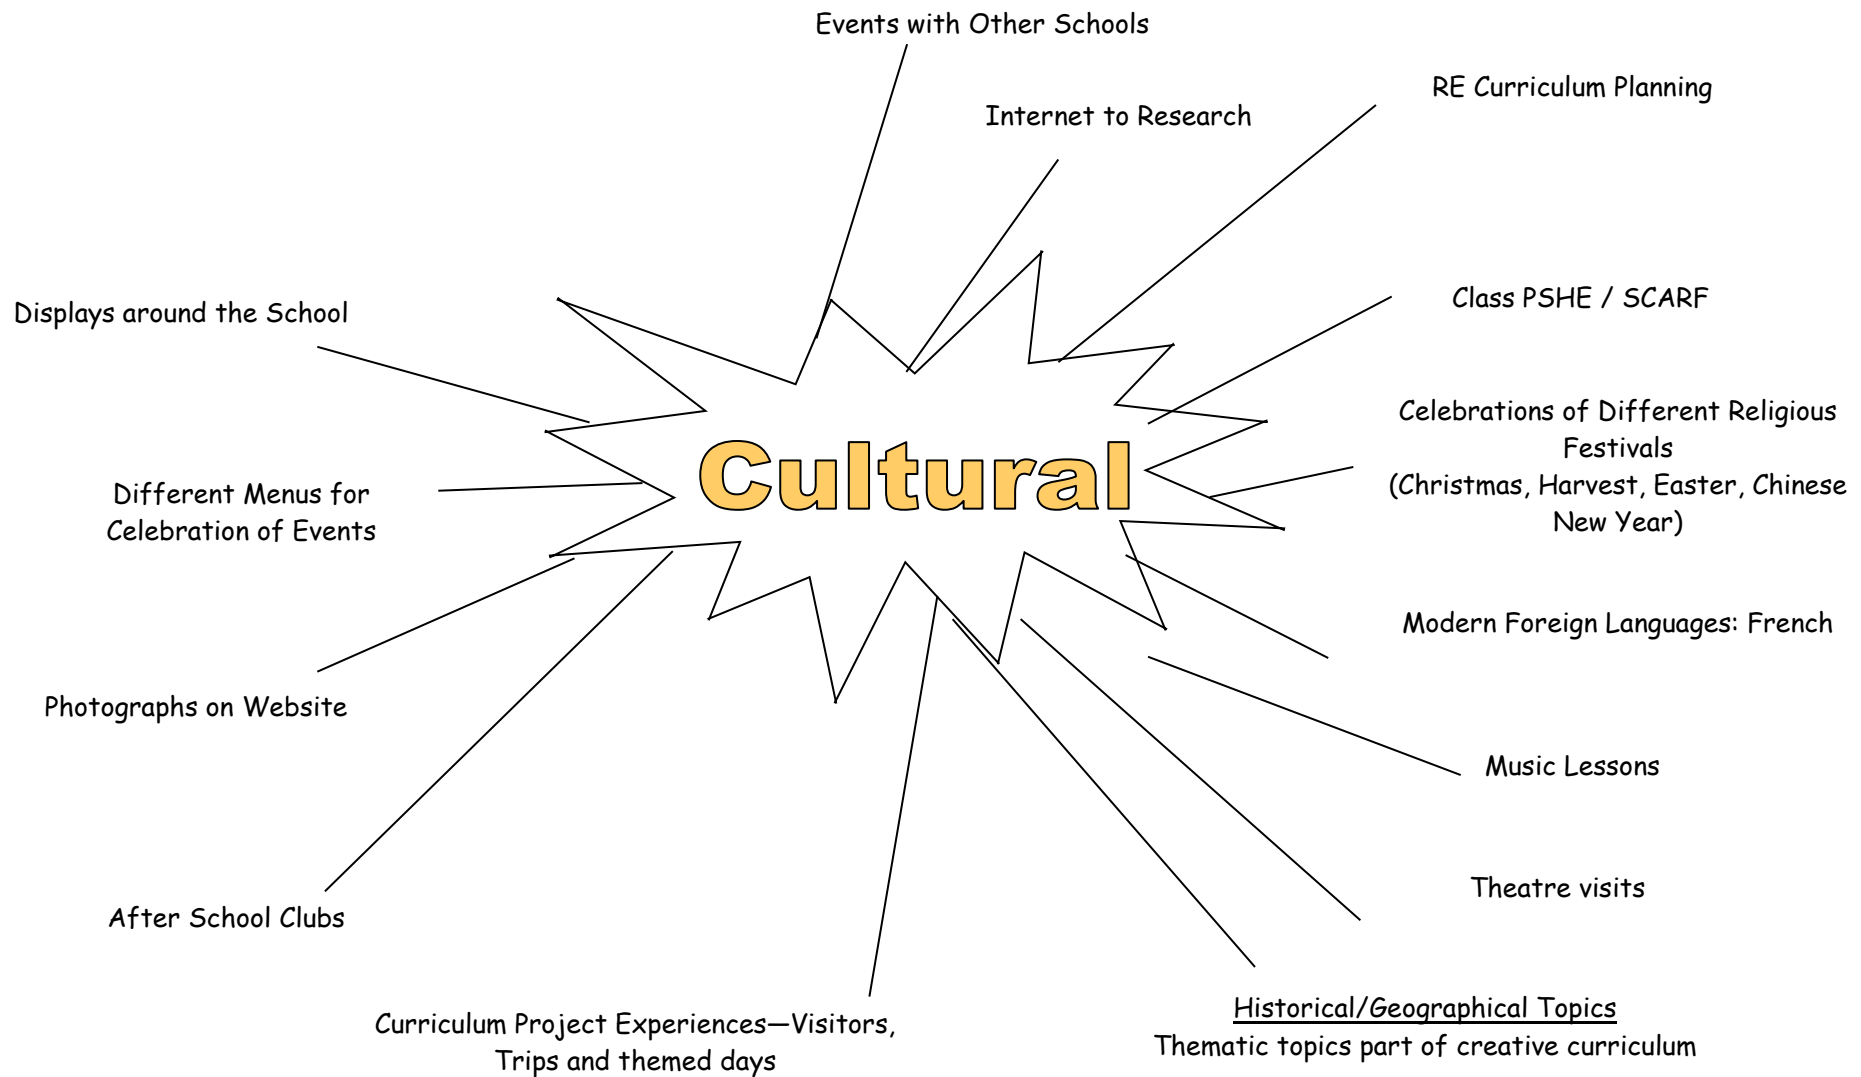 Events with Other Schools
RE Curriculum Planning
Internet to Research
Class PSHE / SCARF
Displays around the School
Celebrations of Different Religious
Festivals
(Christmas, Harvest, Easter, Chinese
New Year)
Cultural
Different Menus for
Celebration of Events
Modern Foreign Languages: French
Photographs on Website
Music Lessons
Theatre visits
After School Clubs
Historical/Geographical Topics
Thematic topics part of creative curriculum
Curriculum Project Experiences—Visitors,
Trips and themed days